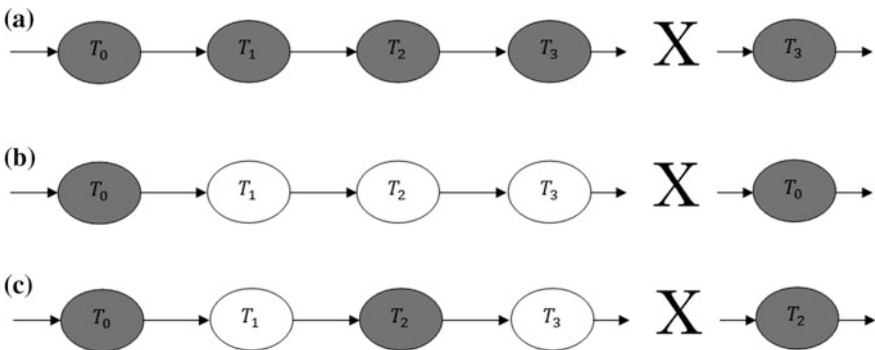 (a)
T₀ T₁ T₂ T₃ X T₃
(b)
T₀ T₁ T₂ T₃ X T₀
(c)
T₀ T₁ T₂ T₃ X T₂